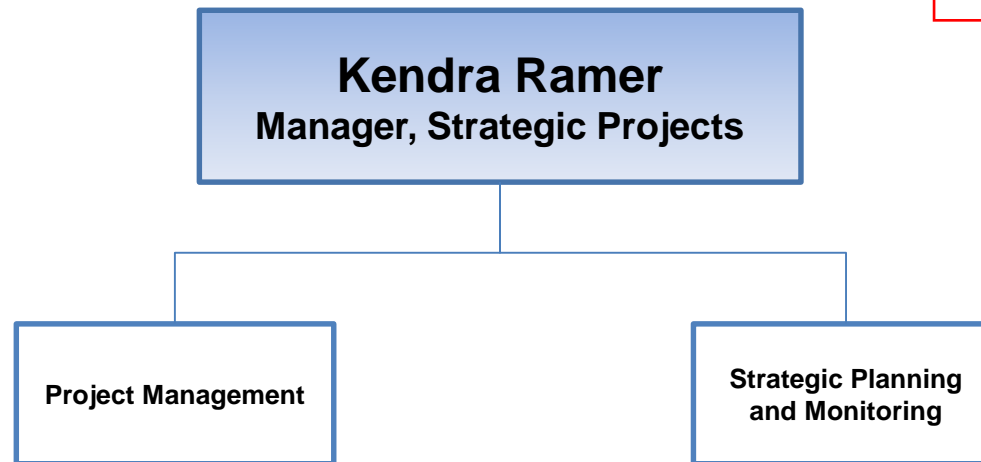 Kendra Ramer
Manager, Strategic Projects
Project Management
Strategic Planning
and Monitoring